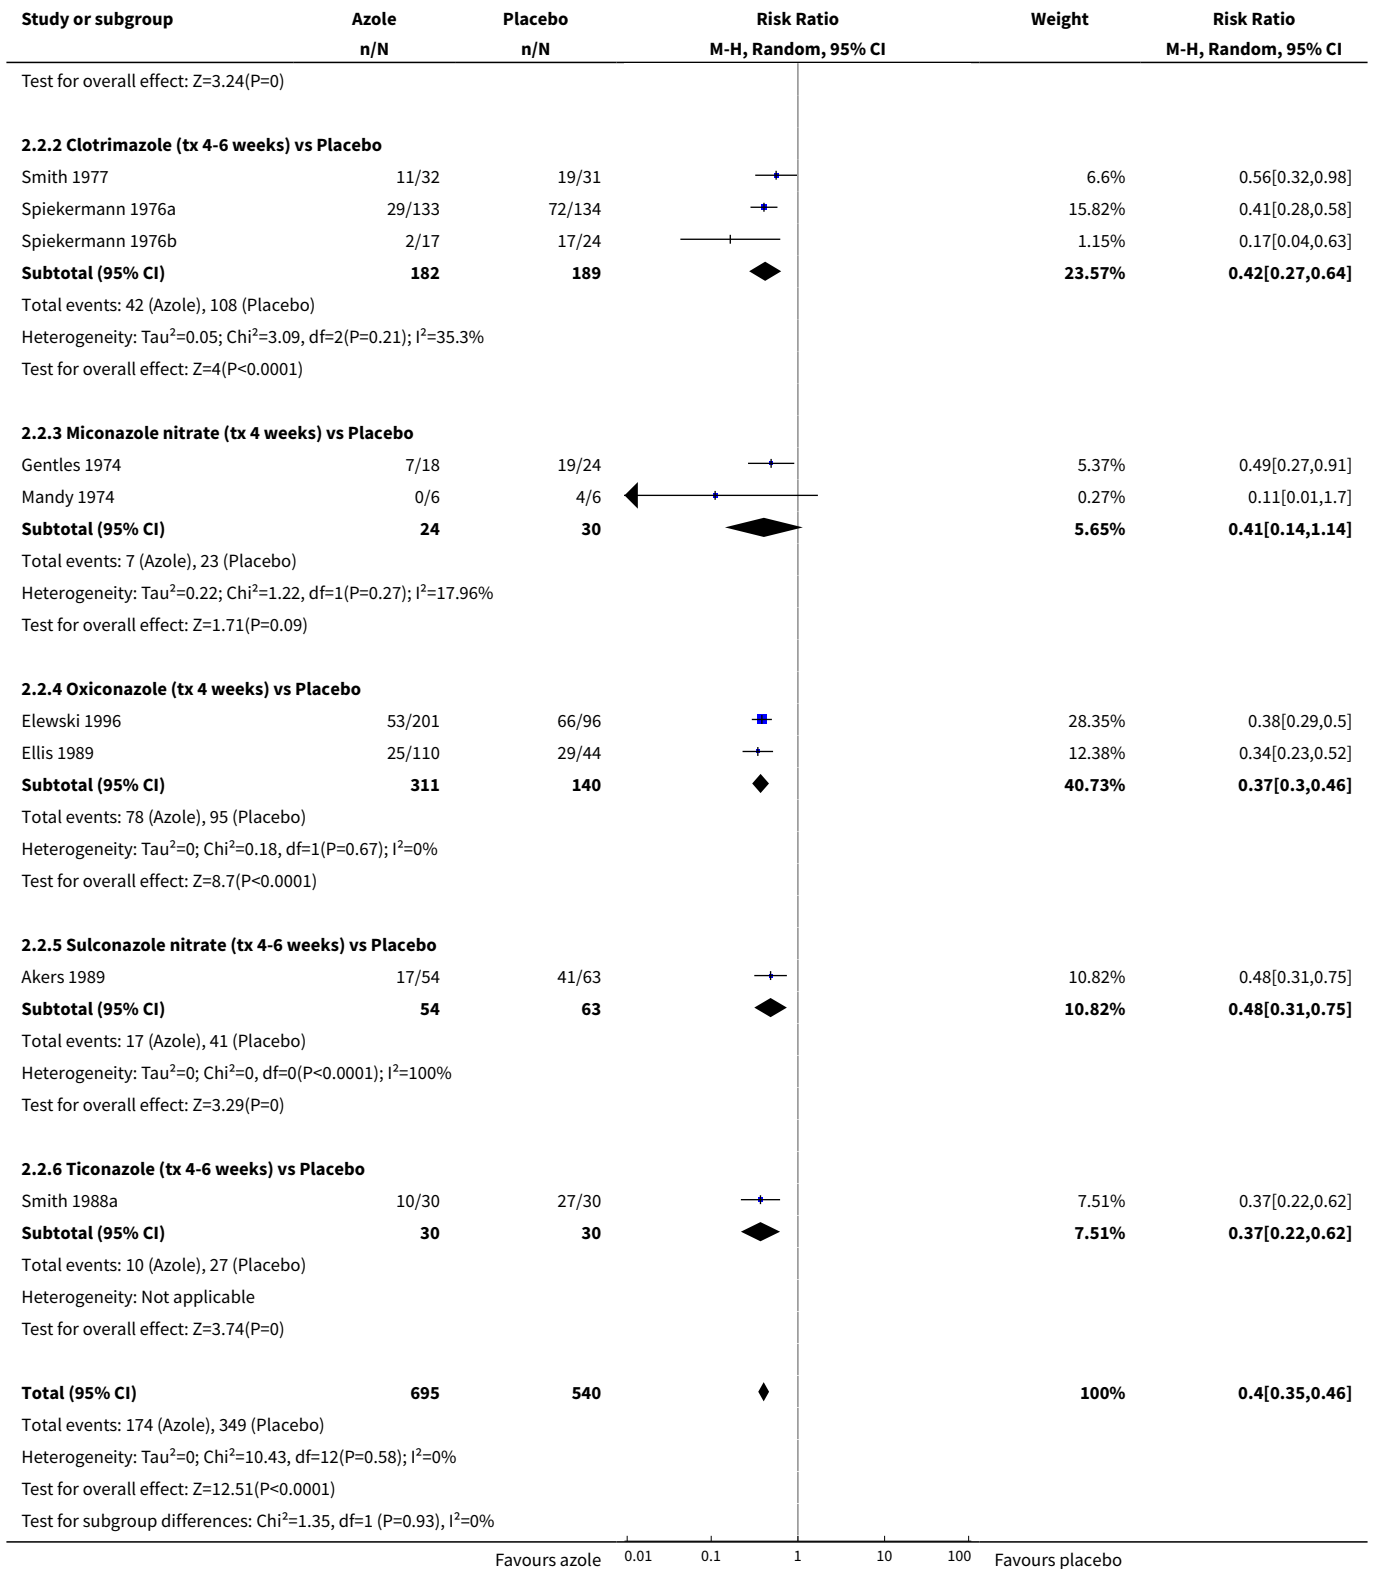 Study or subgroup Azole Placebo Risk Ratio Weight Risk Ratio
n/N n/N M-H, Random, 95% CI M-H, Random, 95% CI
Test for overall effect: Z=3.24(P=0)
2.2.2 Clotrimazole (tx 4-6 weeks) vs Placebo
Smith 1977 11/32 19/31 6.6% 0.56[0.32,0.98]
Spiekermann 1976a 29/133 72/134 15.82% 0.41[0.28,0.58]
Spiekermann 1976b 2/17 17/24 1.15% 0.17[0.04,0.63]
Subtotal (95% CI) 182 189 23.57% 0.42[0.27,0.64]
Total events: 42 (Azole), 108 (Placebo)
Heterogeneity: Tau²=0.05; Chi²=3.09, df=2(P=0.21); I²=35.3%
Test for overall effect: Z=4(P<0.0001)
2.2.3 Miconazole nitrate (tx 4 weeks) vs Placebo
Gentles 1974 7/18 19/24 5.37% 0.49[0.27,0.91]
Mandy 1974 0/6 4/6 0.27% 0.11[0.01,1.7]
Subtotal (95% CI) 24 30 5.65% 0.41[0.14,1.14]
Total events: 7 (Azole), 23 (Placebo)
Heterogeneity: Tau²=0.22; Chi²=1.22, df=1(P=0.27); I²=17.96%
Test for overall effect: Z=1.71(P=0.09)
2.2.4 Oxiconazole (tx 4 weeks) vs Placebo
Elewski 1996 53/201 66/96 28.35% 0.38[0.29,0.5]
Ellis 1989 25/110 29/44 12.38% 0.34[0.23,0.52]
Subtotal (95% CI) 311 140 40.73% 0.37[0.3,0.46]
Total events: 78 (Azole), 95 (Placebo)
Heterogeneity: Tau²=0; Chi²=0.18, df=1(P=0.67); I²=0%
Test for overall effect: Z=8.7(P<0.0001)
2.2.5 Sulconazole nitrate (tx 4-6 weeks) vs Placebo
Akers 1989 17/54 41/63 10.82% 0.48[0.31,0.75]
Subtotal (95% CI) 54 63 10.82% 0.48[0.31,0.75]
Total events: 17 (Azole), 41 (Placebo)
Heterogeneity: Tau²=0; Chi²=0, df=0(P<0.0001); I²=100%
Test for overall effect: Z=3.29(P=0)
2.2.6 Ticonazole (tx 4-6 weeks) vs Placebo
Smith 1988a 10/30 27/30 7.51% 0.37[0.22,0.62]
Subtotal (95% CI) 30 30 7.51% 0.37[0.22,0.62]
Total events: 10 (Azole), 27 (Placebo)
Heterogeneity: Not applicable
Test for overall effect: Z=3.74(P=0)
Total (95% CI) 695 540 100% 0.4[0.35,0.46]
Total events: 174 (Azole), 349 (Placebo)
Heterogeneity: Tau²=0; Chi²=10.43, df=12(P=0.58); I²=0%
Test for overall effect: Z=12.51(P<0.0001)
Test for subgroup differences: Chi²=1.35, df=1 (P=0.93), I²=0%
Favours azole 0.01 0.1 1 10 100 Favours placebo